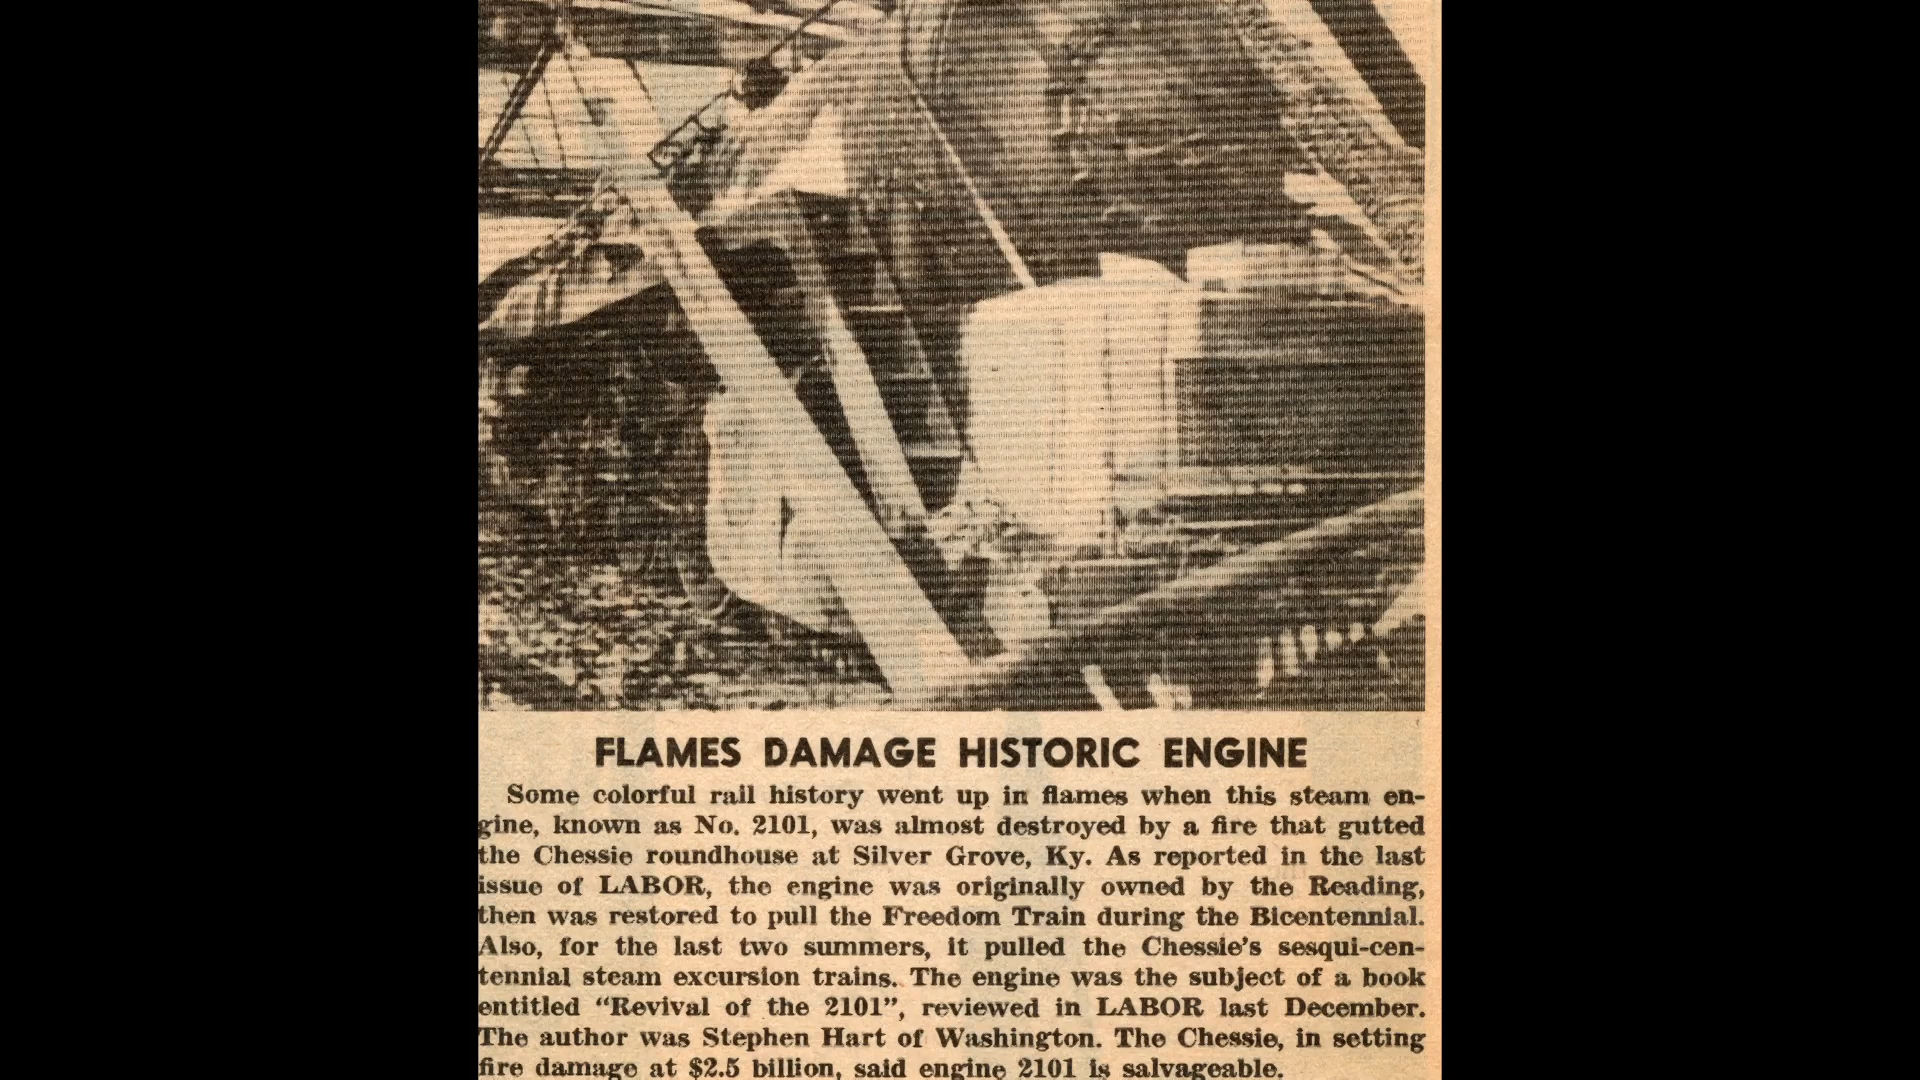 FLAMES DAMAGE HISTORIC ENGINE
Some colorful rail history went up in flames when this steam en-
gine, known as No. 2101, was almost destroyed by a fire that gutted
the Chessie roundhouse at Silver Grove, Ky. As reported in the last
issue of LABOR, the engine was originally owned by the Reading,
then was restored to pull the Freedom Train during the Bicentennial.
Also, for the last two summers, it pulled the Chessie's sesqui-cen-
tennial steam excursion trains. The engine was the subject of a book
entitled "Revival of the 2101", reviewed in LABOR last December.
The author was Stephen Hart of Washington. The Chessie, in setting
fire damage at $2.5 billion, said engine 2101 is salvageable.